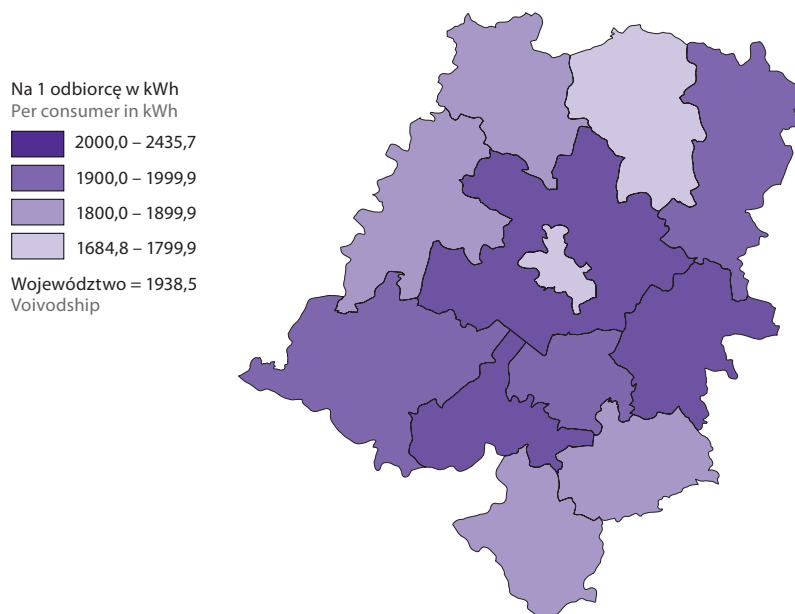 Na 1 odbiorcę w kWh
Per consumer in kWh
2000,0 – 2435,7
1900,0 – 1999,9
1800,0 – 1899,9
1684,8 – 1799,9
Województwo = 1938,5
Voivodship